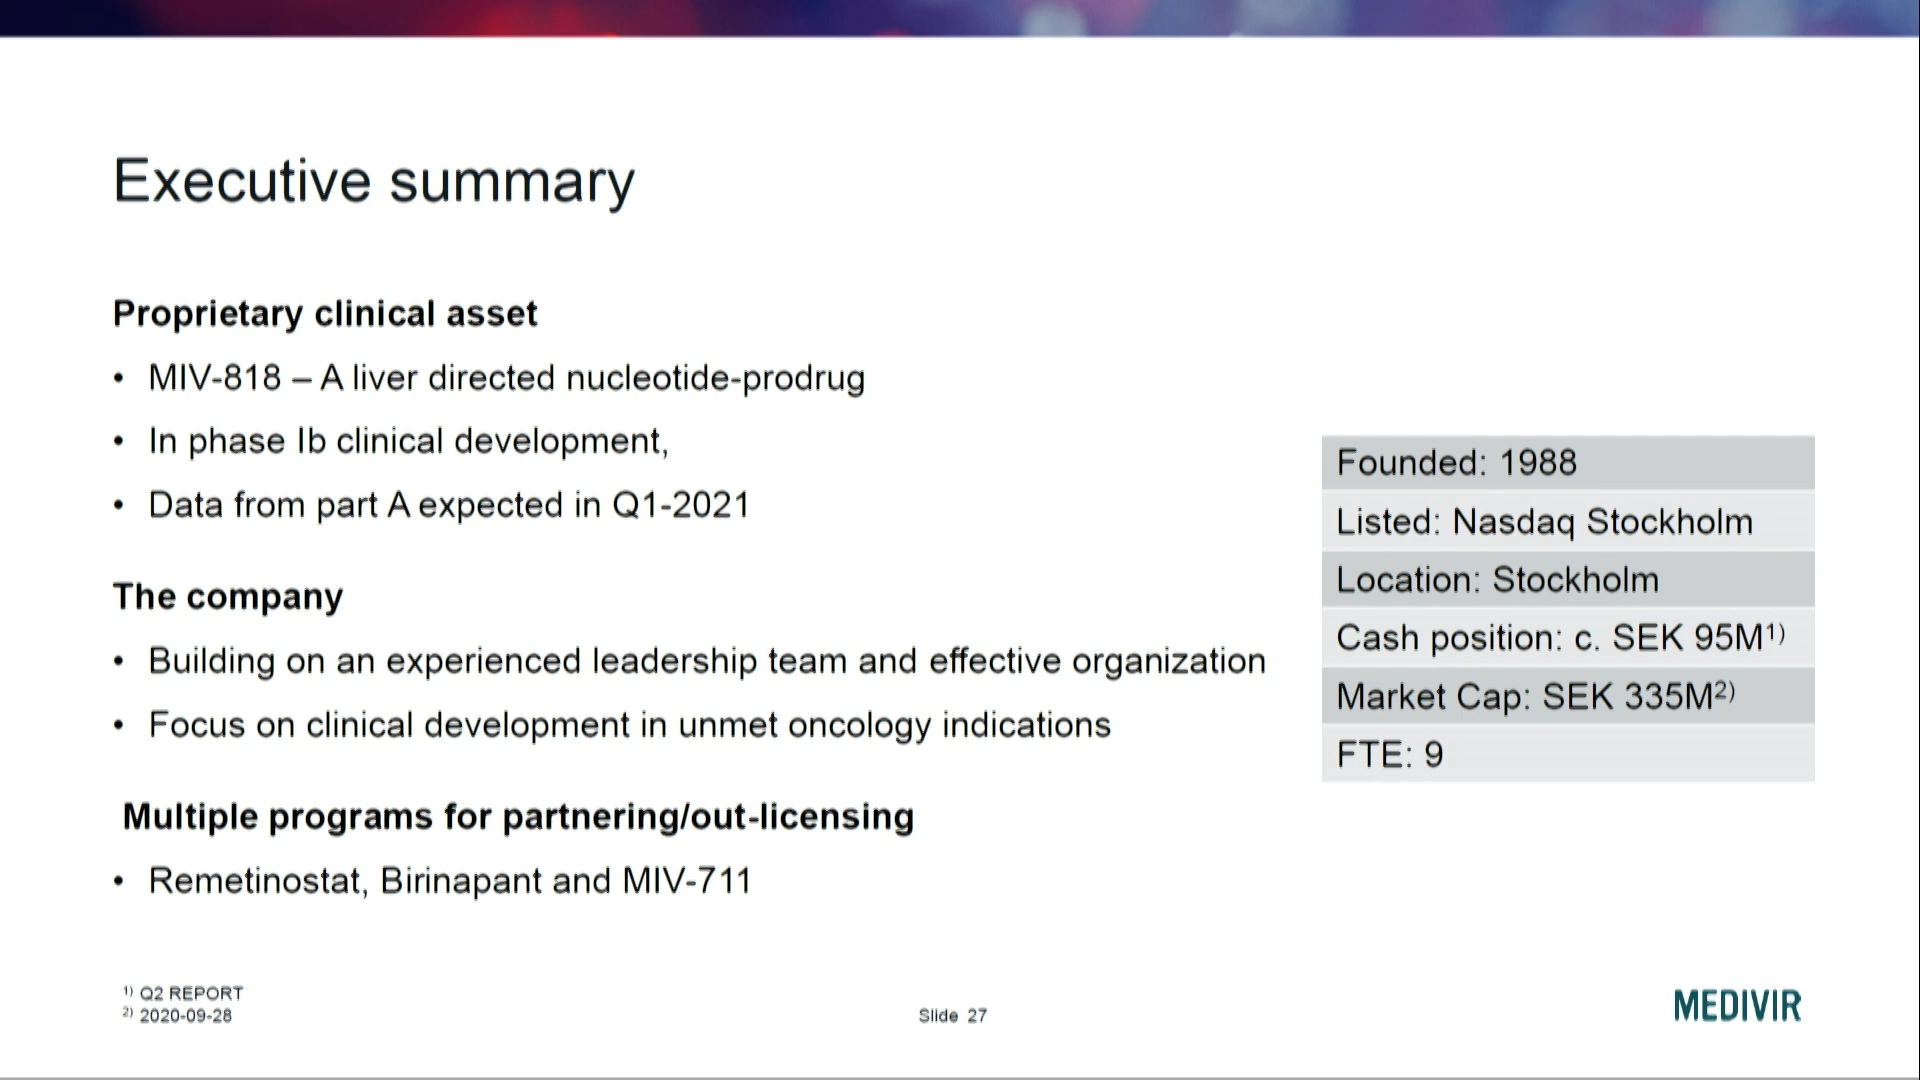 Executive summary
Proprietary clinical asset
• MIV-818 – A liver directed nucleotide-prodrug
• In phase Ib clinical development,
• Data from part A expected in Q1-2021
The company
• Building on an experienced leadership team and effective organization
• Focus on clinical development in unmet oncology indications
Multiple programs for partnering/out-licensing
• Remetinostat, Birinapant and MIV-711
Founded: 1988
Listed: Nasdaq Stockholm
Location: Stockholm
Cash position: c. SEK 95M1)
Market Cap: SEK 335M2)
FTE: 9
1) Q2 REPORT
2) 2020-09-28
Slide 27
MEDIVIR